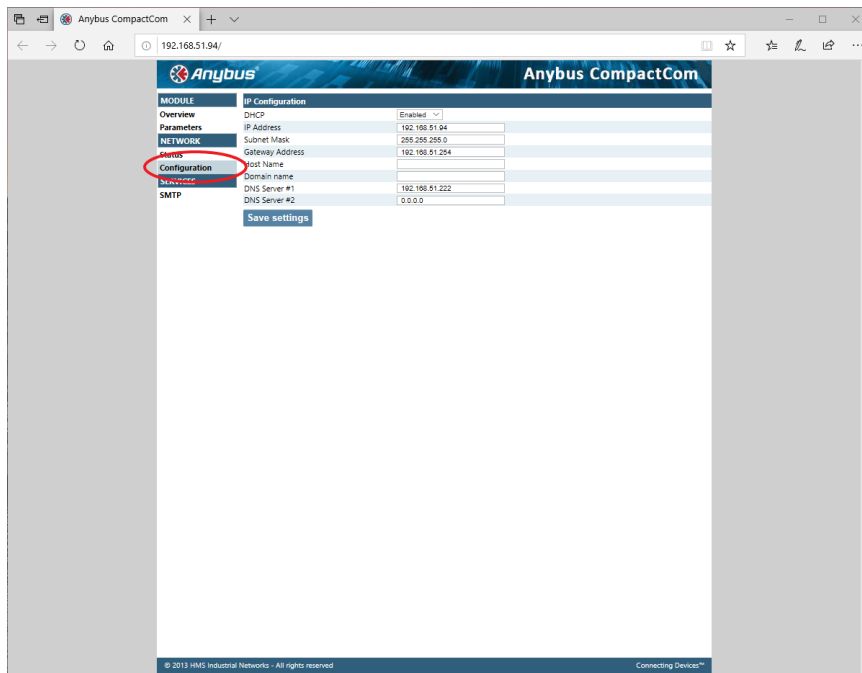 Anybus CompactCom
192.168.51.94/
Anybus®
Anybus CompactCom
MODULE
Overview
Parameters
NETWORK
Status
Configuration
SERVICES
SMTP
IP Configuration
DHCP Enabled
IP Address 192.168.51.94
Subnet Mask 255.255.255.0
Gateway Address 192.168.51.254
Host Name
Domain name
DNS Server #1 192.168.51.222
DNS Server #2 0.0.0.0
Save settings
© 2013 HMS Industrial Networks - All rights reserved
Connecting Devices™